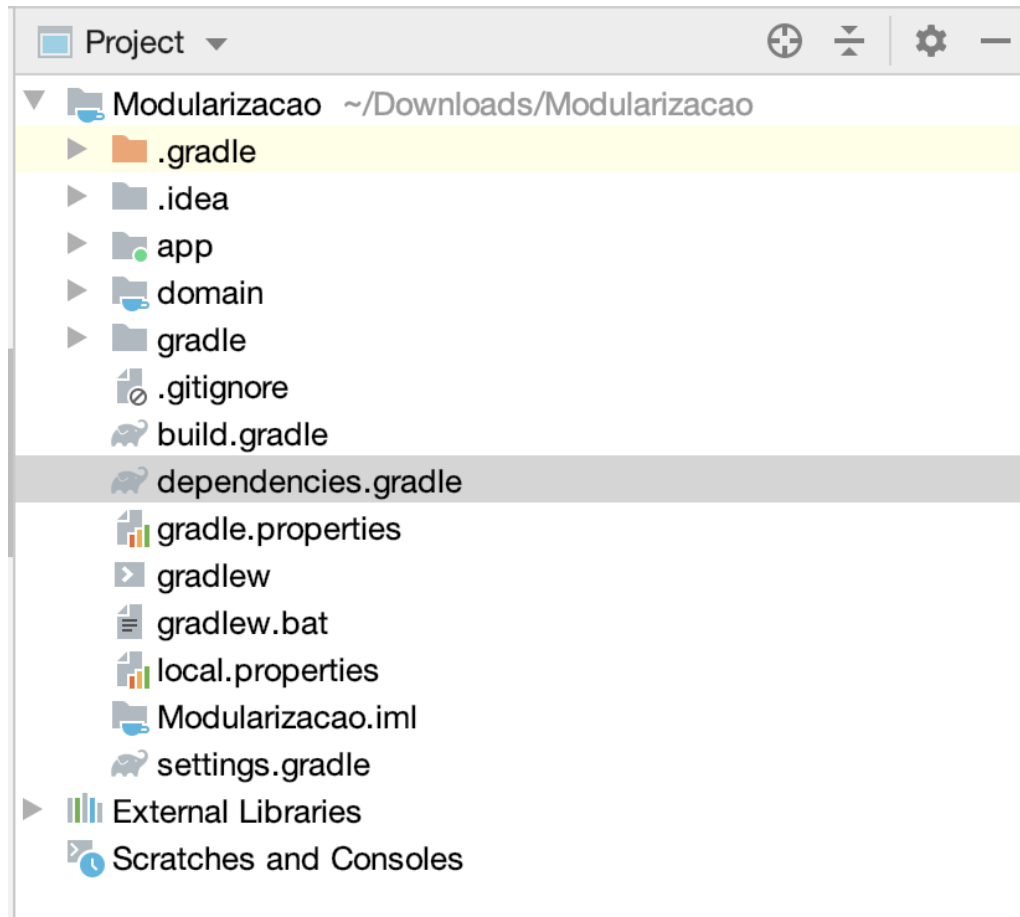 Project
Modularizacao ~/Downloads/Modularizacao
.gradle
.idea
app
domain
gradle
.gitignore
build.gradle
dependencies.gradle
gradle.properties
gradlew
gradlew.bat
local.properties
Modularizacao.iml
settings.gradle
External Libraries
Scratches and Consoles